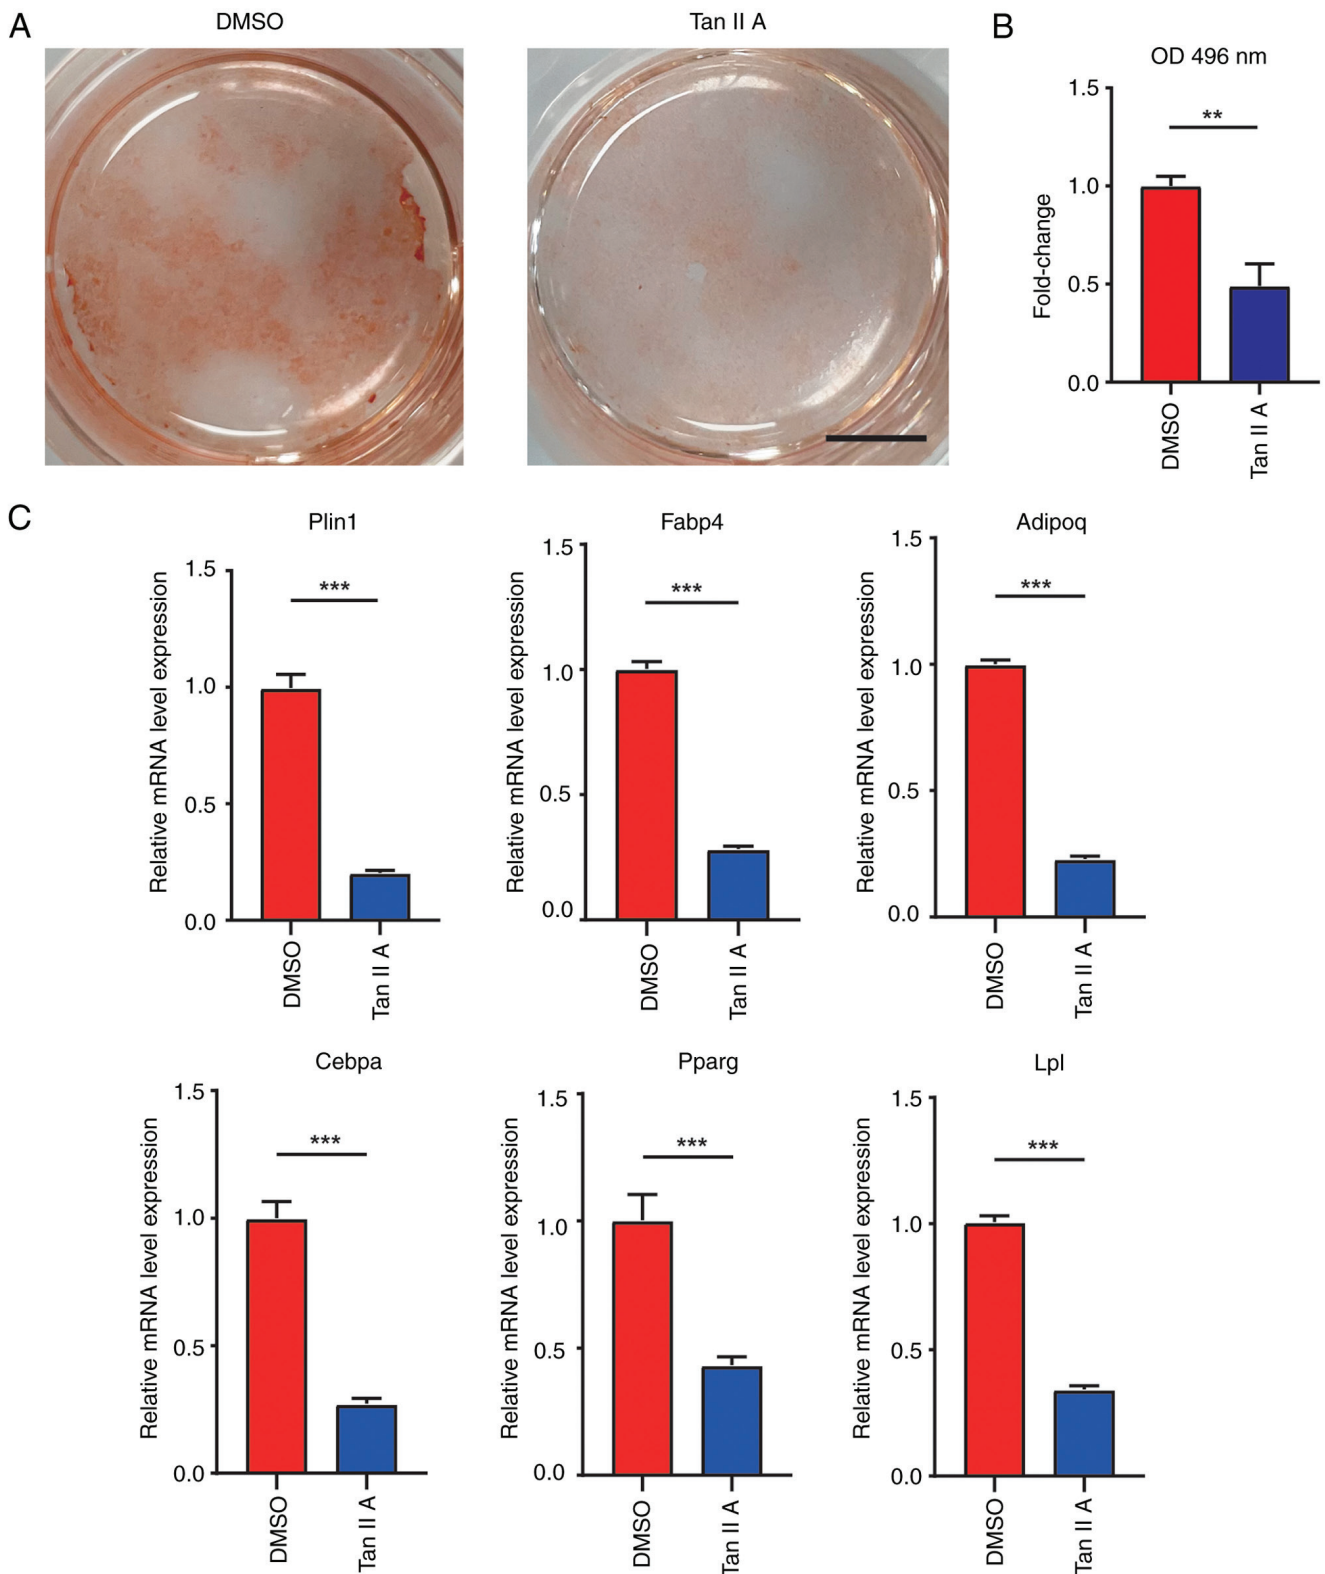 A
DMSO
Tan II A
B
OD 496 nm
**
1.5
1.0
0.5
0.0
Fold-change
DMSO
Tan II A
C
Plin1
***
1.5
1.0
0.5
0.0
Relative mRNA level expression
DMSO
Tan II A
Fabp4
***
1.5
1.0
0.5
0.0
Relative mRNA level expression
DMSO
Tan II A
Adipoq
***
1.5
1.0
0.5
0.0
Relative mRNA level expression
DMSO
Tan II A
Cebpa
***
1.5
1.0
0.5
0.0
Relative mRNA level expression
DMSO
Tan II A
Pparg
***
1.5
1.0
0.5
0.0
Relative mRNA level expression
DMSO
Tan II A
Lpl
***
1.5
1.0
0.5
0.0
Relative mRNA level expression
DMSO
Tan II A